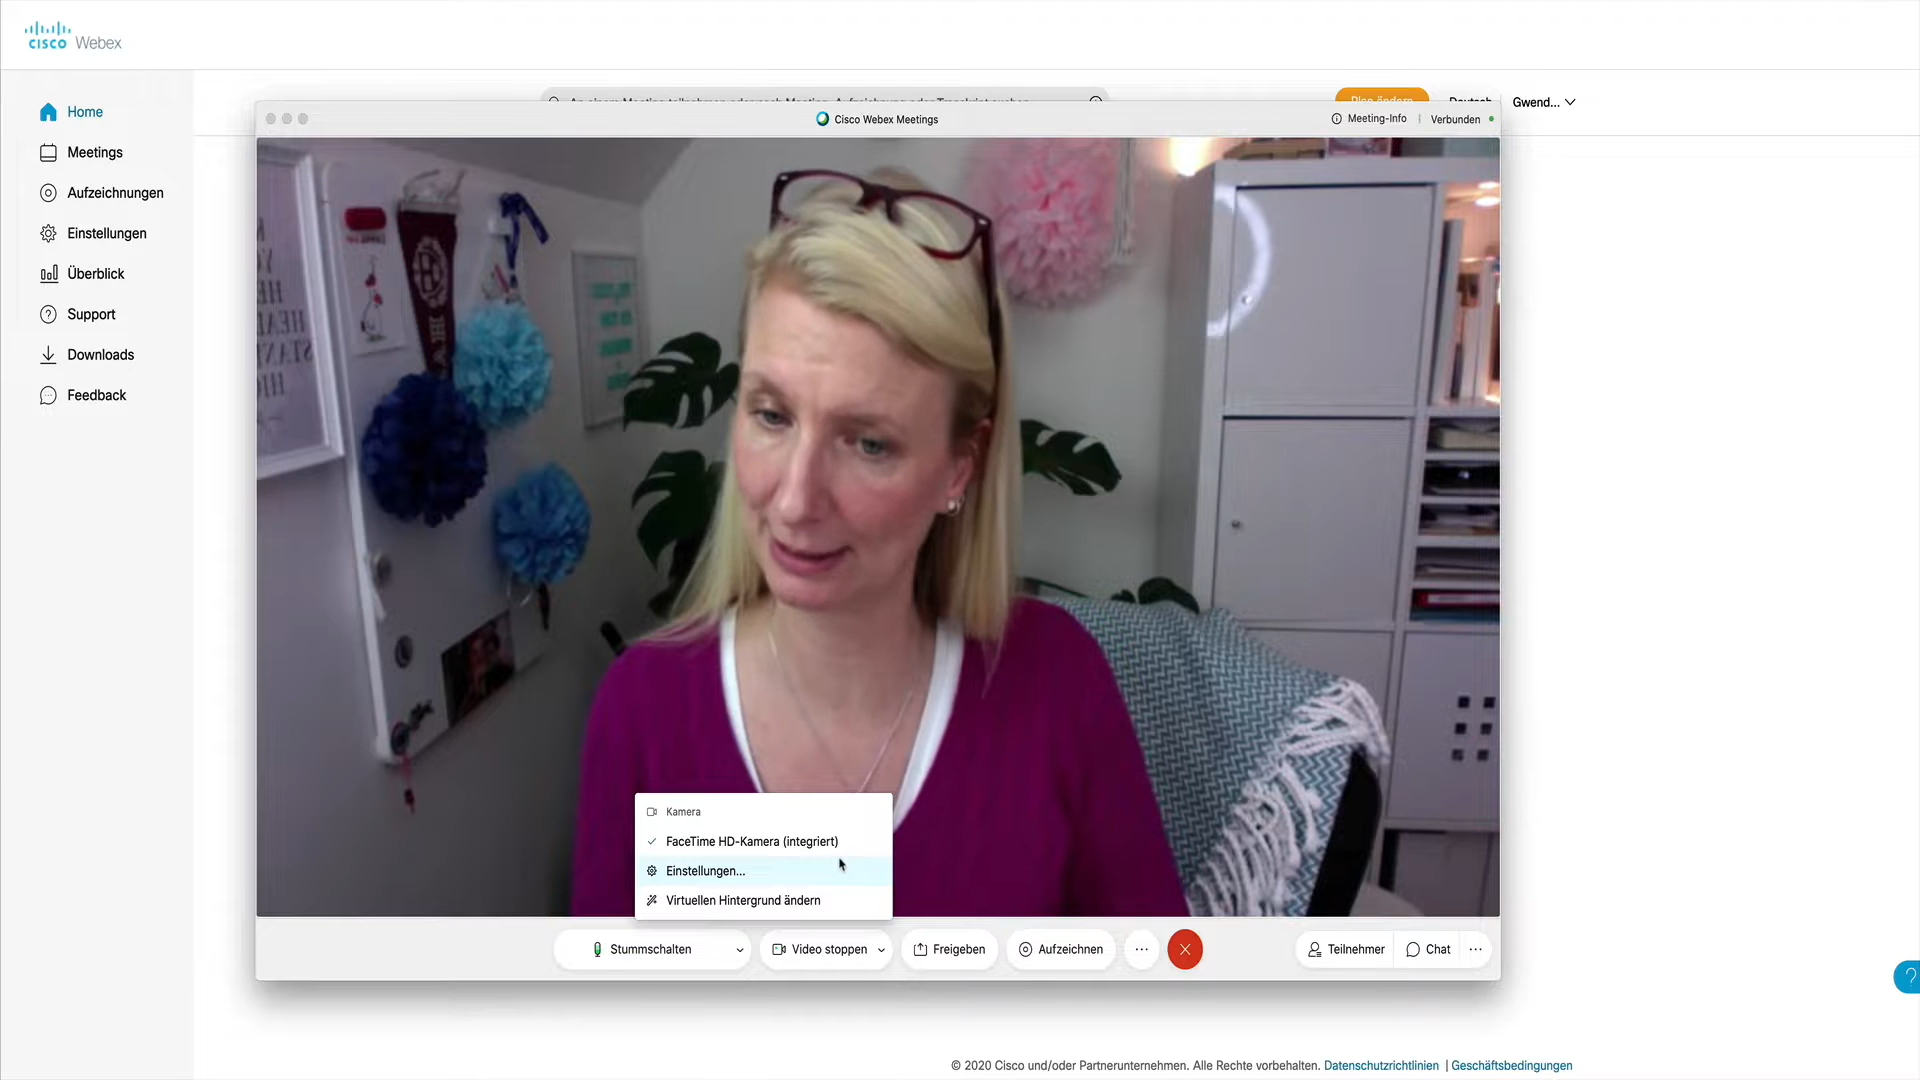 CISCO Webex
Gwend...
Home
Meetings
Aufzeichnungen
Einstellungen
Überblick
Support
Downloads
Feedback
Cisco Webex Meetings
Meeting-Info
Verbunden
Kamera
FaceTime HD-Kamera (integriert)
Einstellungen...
Virtuellen Hintergrund ändern
Stummschalten
Video stoppen
Freigeben
Aufzeichnen
Teilnehmer
Chat
?
© 2020 Cisco und/oder Partnerunternehmen. Alle Rechte vorbehalten. Datenschutzrichtlinien | Geschäftsbedingungen